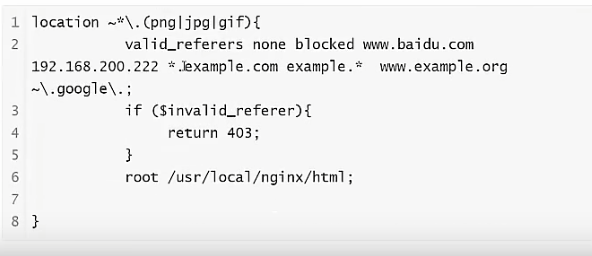 1 location ~*\.(png|jpg|gif){
2 valid_referers none blocked www.baidu.com
192.168.200.222 *.example.com example.* www.example.org
~\.google\.;
3 if ($invalid_referer){
4 return 403;
5 }
6 root /usr/local/nginx/html;
7
8 }